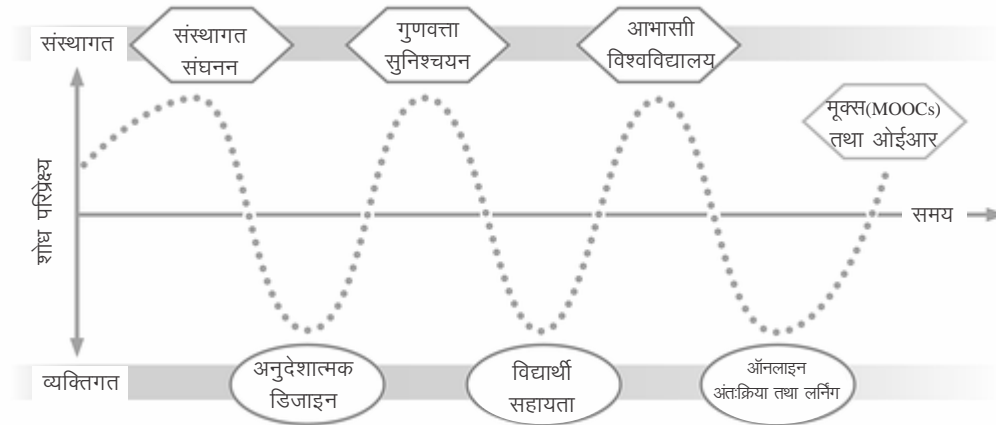 संस्थागत
संस्थागत
संघनन
गुणवत्ता
सुनिश्चयन
आभासाी
विश्वविद्यालय
मूक्स(MOOCs)
तथा ओईआर
शोध परिप्रेक्ष्य
समय
व्यक्तिगत
अनुदेशात्मक
डिजाइन
विद्यार्थी
सहायता
ऑनलाइन
अंतःक्रिया तथा लर्निंग